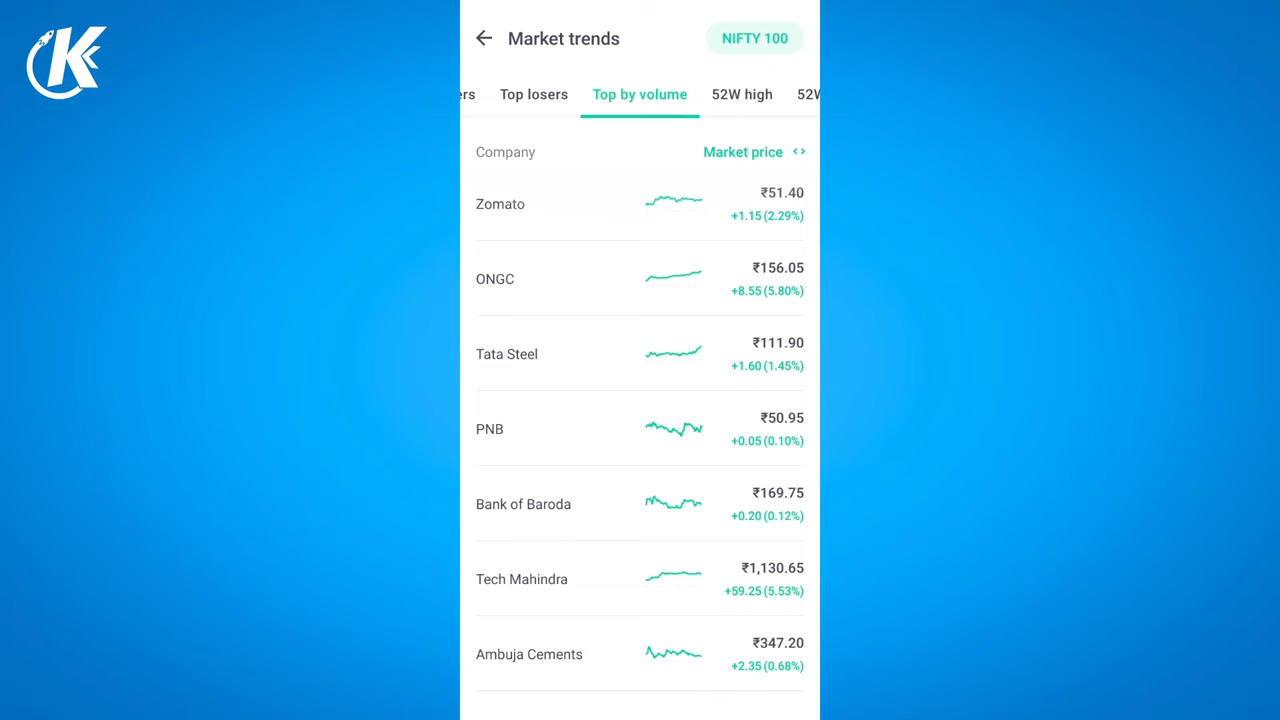 K
Market trends
NIFTY 100
ers Top losers Top by volume 52W high 52W
Company Market price
Zomato ₹51.40
+1.15 (2.29%)
ONGC ₹156.05
+8.55 (5.80%)
Tata Steel ₹111.90
+1.60 (1.45%)
PNB ₹50.95
+0.05 (0.10%)
Bank of Baroda ₹169.75
+0.20 (0.12%)
Tech Mahindra ₹1,130.65
+59.25 (5.53%)
Ambuja Cements ₹347.20
+2.35 (0.68%)